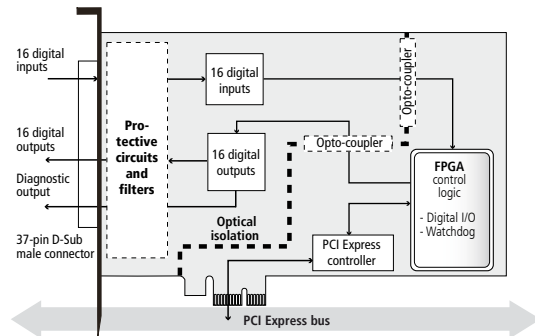 16 digital
inputs
16 digital
outputs
Diagnostic
output
37-pin D-Sub
male connector
Pro-
tective
circuits
and
filters
16 digital
inputs
16 digital
outputs
Optical
isolation
Opto-coupler
Opto-coupler
FPGA
control
logic
- Digital I/O
- Watchdog
PCI Express
controller
PCI Express bus